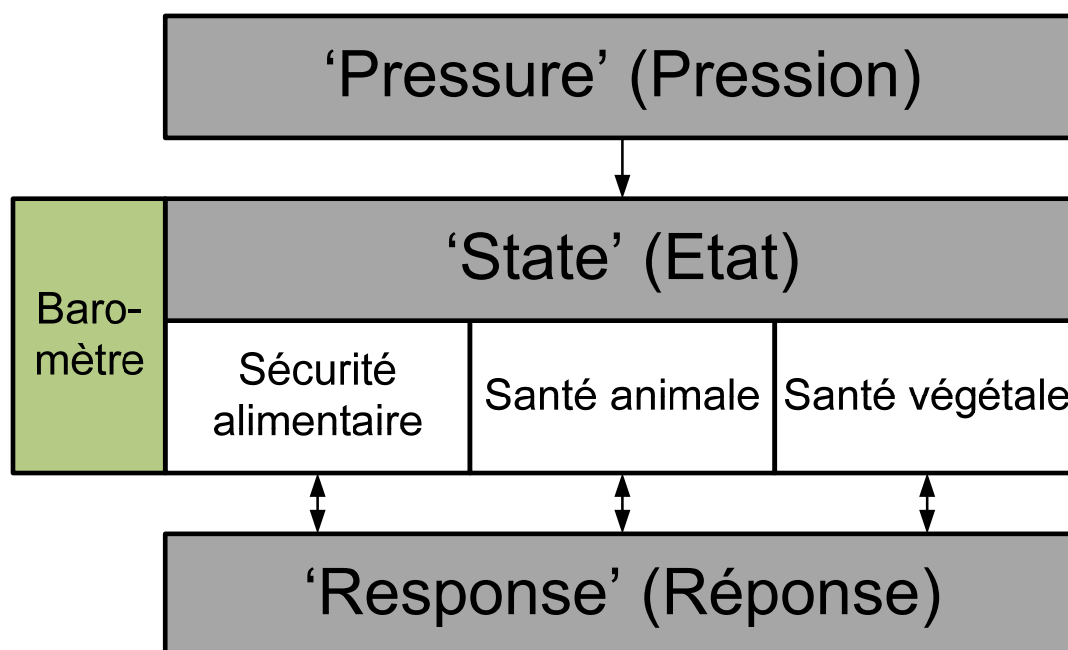 ‘Pressure’ (Pression)
‘State’ (Etat)
Baro-
mètre
Sécurité
alimentaire
Santé animale
Santé végétale
‘Response’ (Réponse)